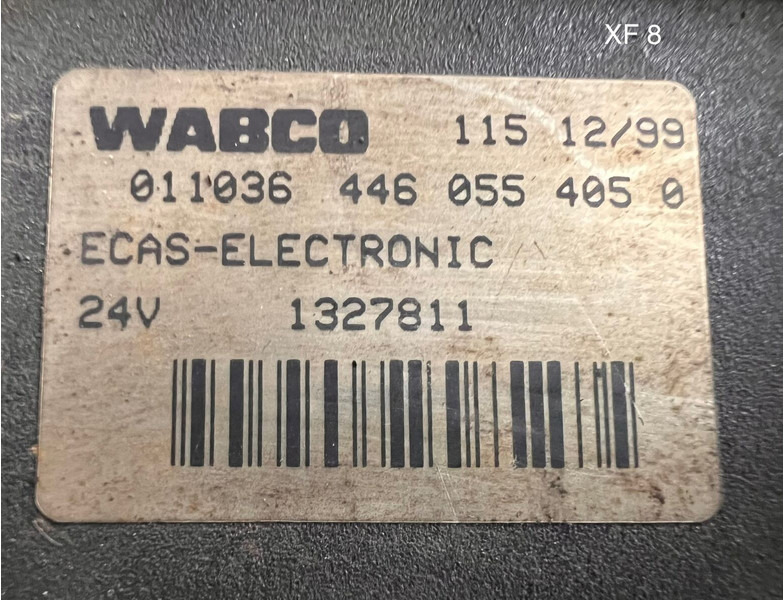 XF 8
WABCO 115 12/99
011036 446 055 405 0
ECAS-ELECTRONIC
24V 1327811